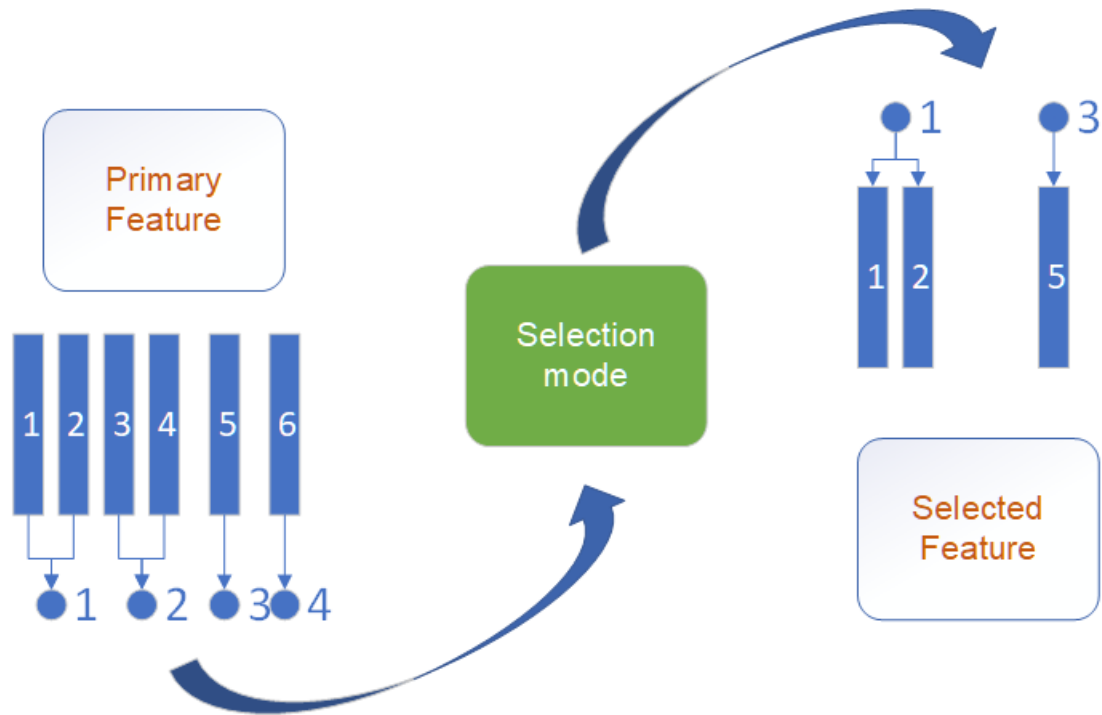 Primary
Feature
1 2 3 4 5 6
1 2 3 4
Selection
mode
1 3
1 2 5
Selected
Feature